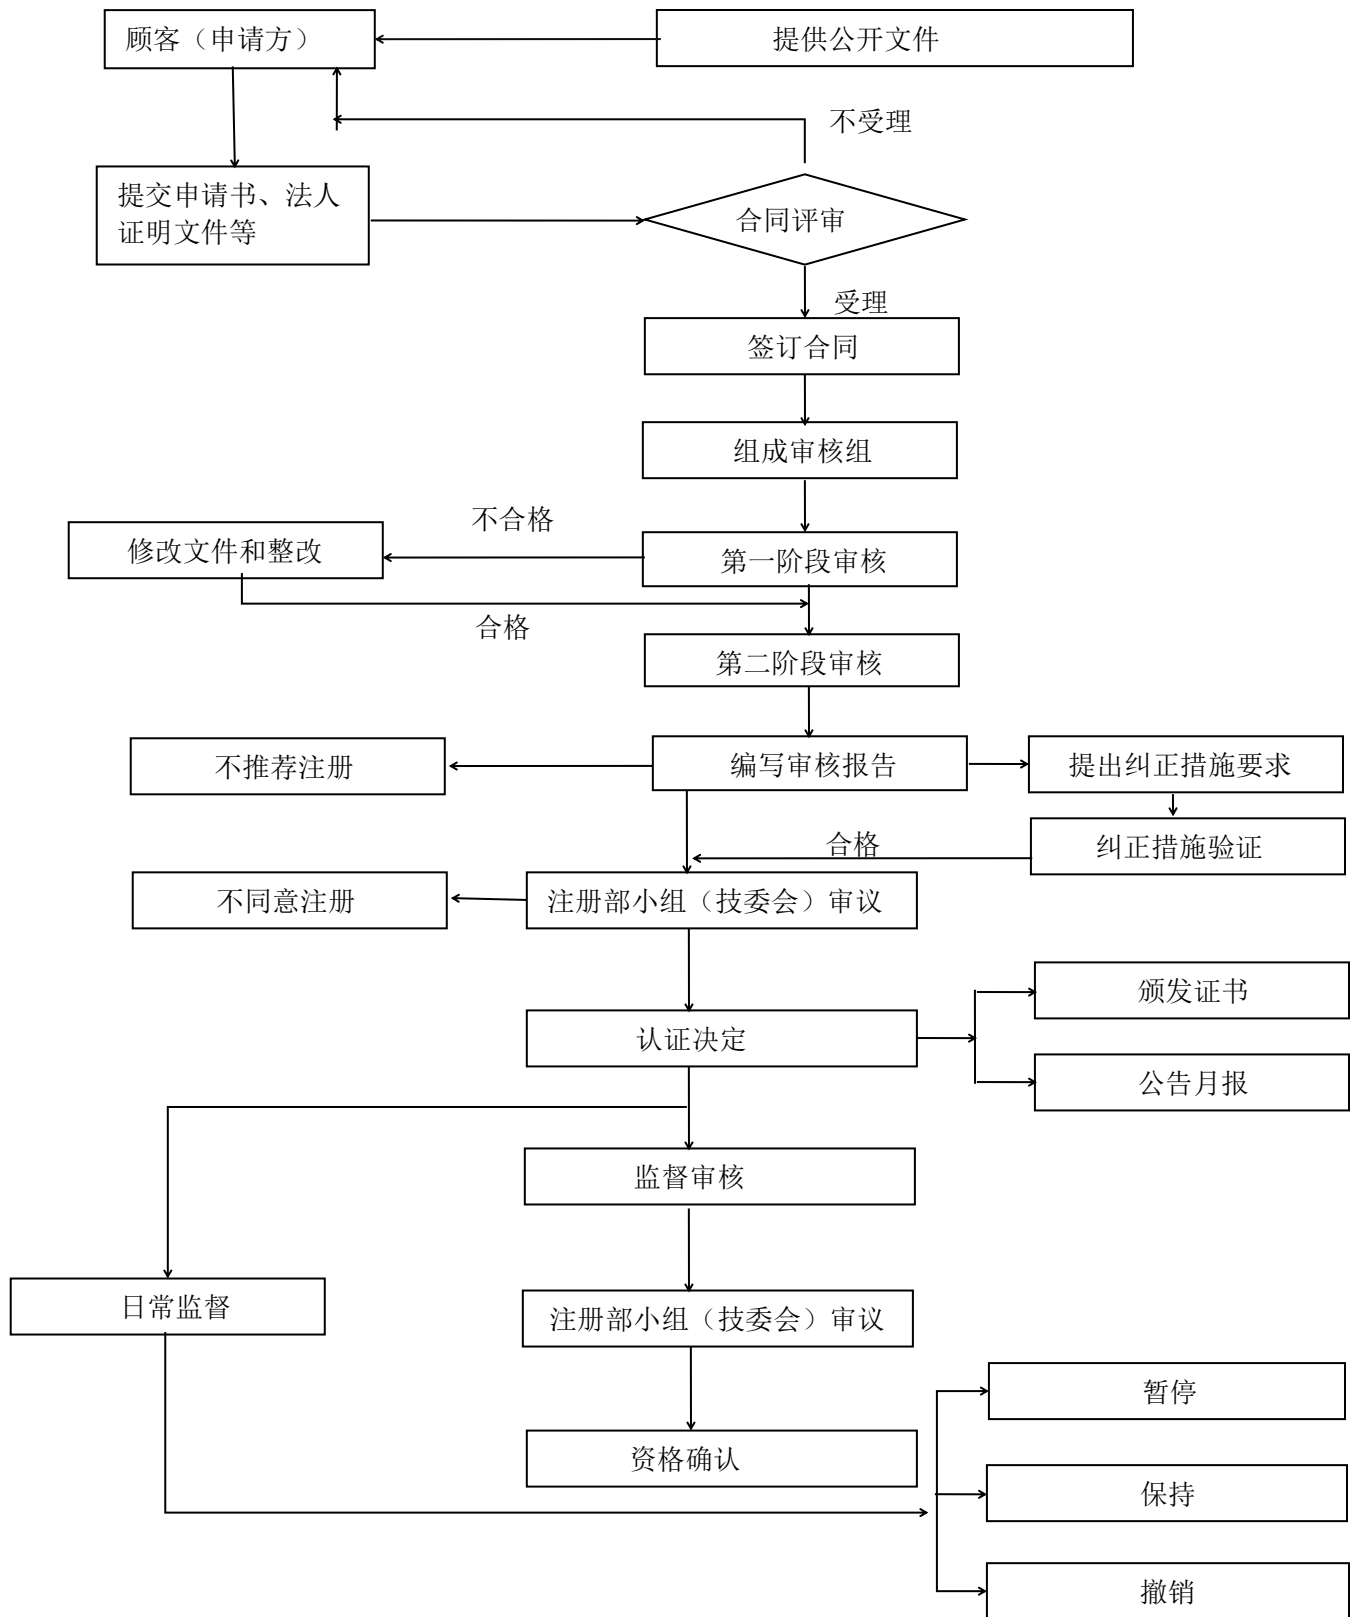 顾客（申请方）
提供公开文件
不受理
提交申请书、法人
证明文件等
合同评审
受理
签订合同
组成审核组
不合格
修改文件和整改
第一阶段审核
合格
第二阶段审核
不推荐注册
编写审核报告
提出纠正措施要求
合格
纠正措施验证
不同意注册
注册部小组（技委会）审议
颁发证书
认证决定
公告月报
监督审核
日常监督
注册部小组（技委会）审议
暂停
资格确认
保持
撤销